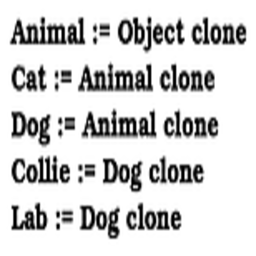 Animal := Object clone
Cat := Animal clone
Dog := Animal clone
Collie := Dog clone
Lab := Dog clone